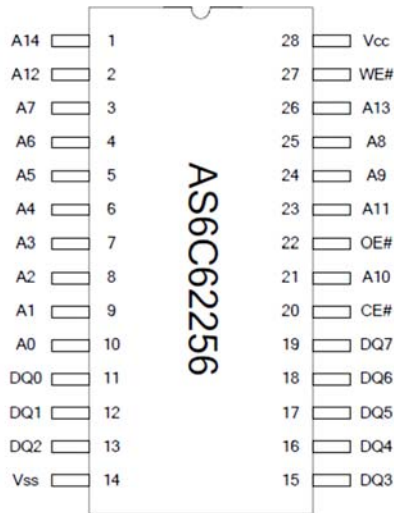 A14 1 28 Vcc
A12 2 27 WE#
A7 3 26 A13
A6 4 25 A8
A5 5 24 A9
A4 6 23 A11
A3 7 22 OE#
A2 8 21 A10
A1 9 20 CE#
A0 10 19 DQ7
DQ0 11 18 DQ6
DQ1 12 17 DQ5
DQ2 13 16 DQ4
Vss 14 15 DQ3
AS6C62256